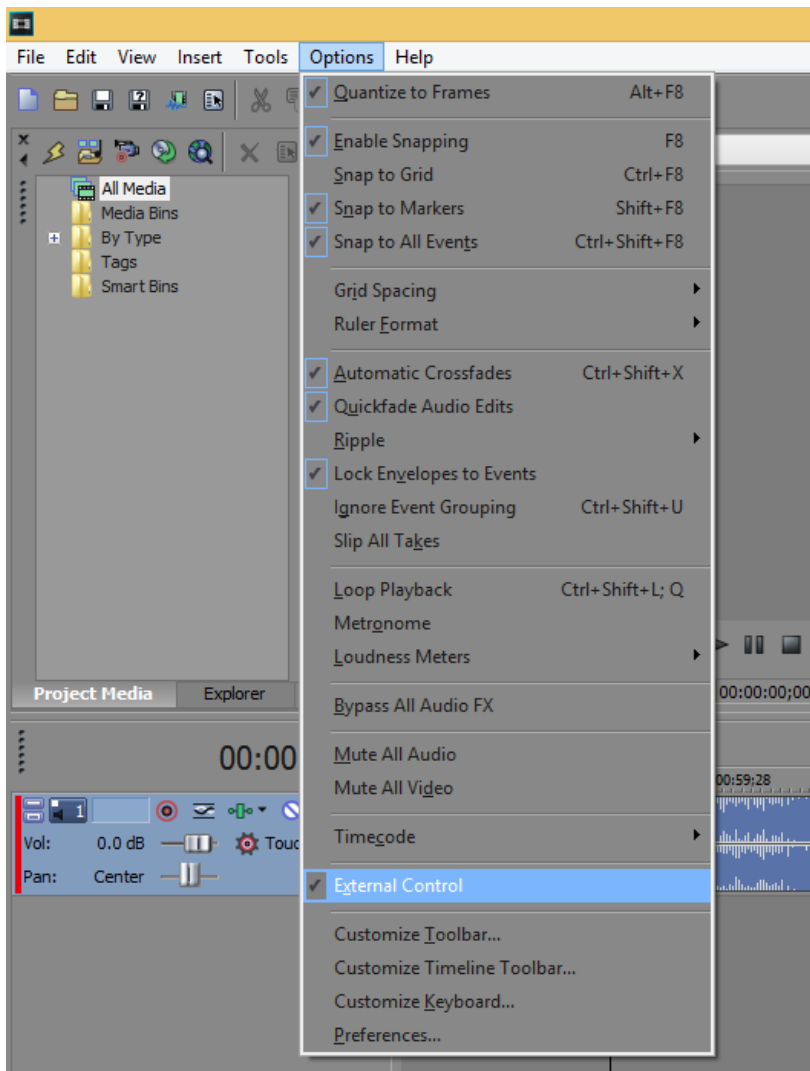 File Edit View Insert Tools Options Help
Quantize to Frames Alt+F8
Enable Snapping F8
Snap to Grid Ctrl+F8
Snap to Markers Shift+F8
Snap to All Events Ctrl+Shift+F8
Grid Spacing
Ruler Format
Automatic Crossfades Ctrl+Shift+X
Quickfade Audio Edits
Ripple
Lock Envelopes to Events
Ignore Event Grouping Ctrl+Shift+U
Slip All Takes
Loop Playback Ctrl+Shift+L; Q
Metronome
Loudness Meters
Bypass All Audio FX
Mute All Audio
Mute All Video
Timecode
External Control
Customize Toolbar...
Customize Timeline Toolbar...
Customize Keyboard...
Preferences...
All Media
Media Bins
By Type
Tags
Smart Bins
Project Media Explorer
00:00:00;00
00:00
00:59;28
1
Vol: 0.0 dB Touc
Pan: Center